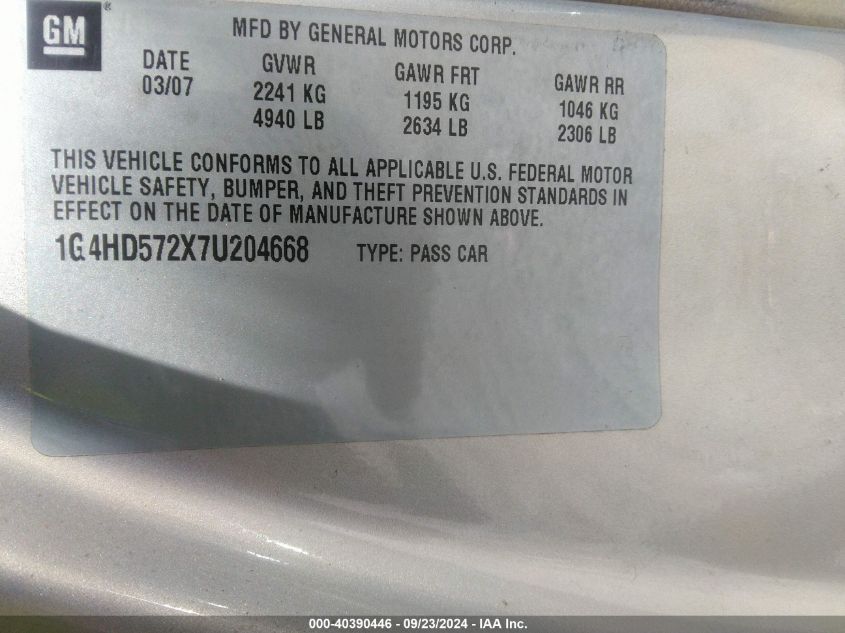 GM ®
MFD BY GENERAL MOTORS CORP.
DATE GVWR GAWR FRT GAWR RR
03/07 2241 KG 1195 KG 1046 KG
4940 LB 2634 LB 2306 LB
THIS VEHICLE CONFORMS TO ALL APPLICABLE U.S. FEDERAL MOTOR
VEHICLE SAFETY, BUMPER, AND THEFT PREVENTION STANDARDS IN
EFFECT ON THE DATE OF MANUFACTURE SHOWN ABOVE.
1G4HD572X7U204668 TYPE: PASS CAR
000-40390446 - 09/23/2024 - IAA Inc.